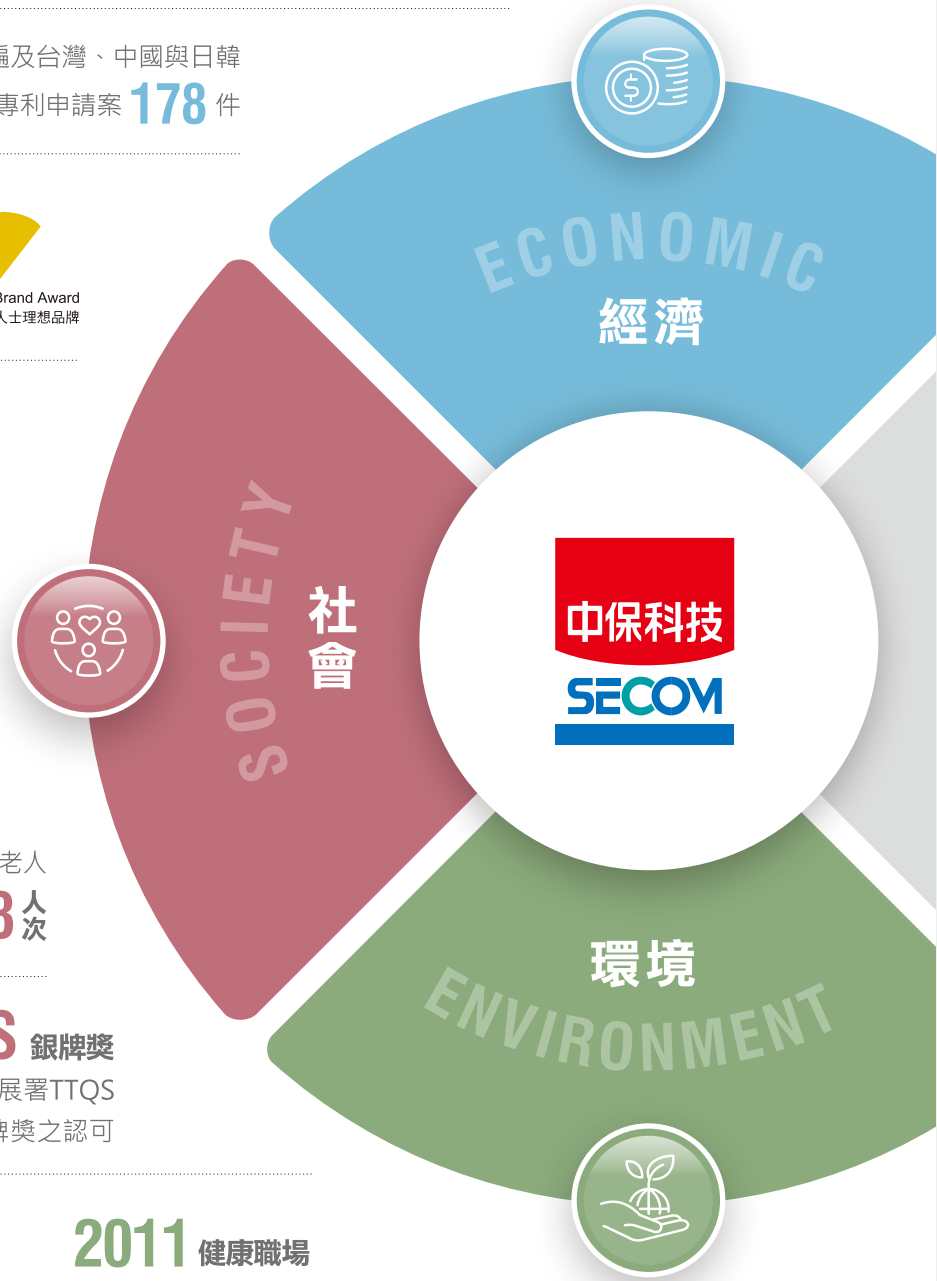 遍及台灣、中國與日韓
專利申請案 178 件
Brand Award
人士理想品牌
ECONOMIC
經濟
SOCIETY
社會
中保科技
SECOM
老人
3 人次
環境
ENVIRONMENT
S 銀牌獎
展署TTQS
牌獎之認可
2011 健康職場